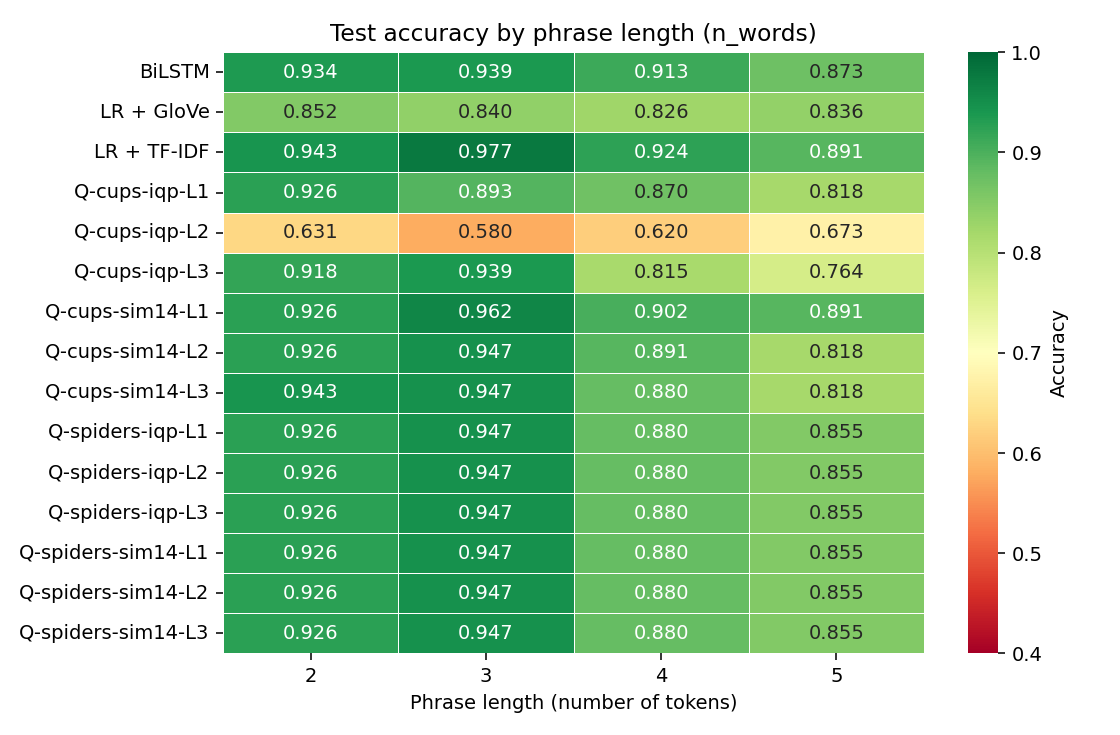 Test accuracy by phrase length (n_words)
BiLSTM 0.934 0.939 0.913 0.873
LR + GloVe 0.852 0.840 0.826 0.836
LR + TF-IDF 0.943 0.977 0.924 0.891
Q-cups-iqp-L1 0.926 0.893 0.870 0.818
Q-cups-iqp-L2 0.631 0.580 0.620 0.673
Q-cups-iqp-L3 0.918 0.939 0.815 0.764
Q-cups-sim14-L1 0.926 0.962 0.902 0.891
Q-cups-sim14-L2 0.926 0.947 0.891 0.818
Q-cups-sim14-L3 0.943 0.947 0.880 0.818
Q-spiders-iqp-L1 0.926 0.947 0.880 0.855
Q-spiders-iqp-L2 0.926 0.947 0.880 0.855
Q-spiders-iqp-L3 0.926 0.947 0.880 0.855
Q-spiders-sim14-L1 0.926 0.947 0.880 0.855
Q-spiders-sim14-L2 0.926 0.947 0.880 0.855
Q-spiders-sim14-L3 0.926 0.947 0.880 0.855
2 3 4 5
Phrase length (number of tokens)
1.0
0.9
0.8
0.7
0.6
0.5
0.4
Accuracy